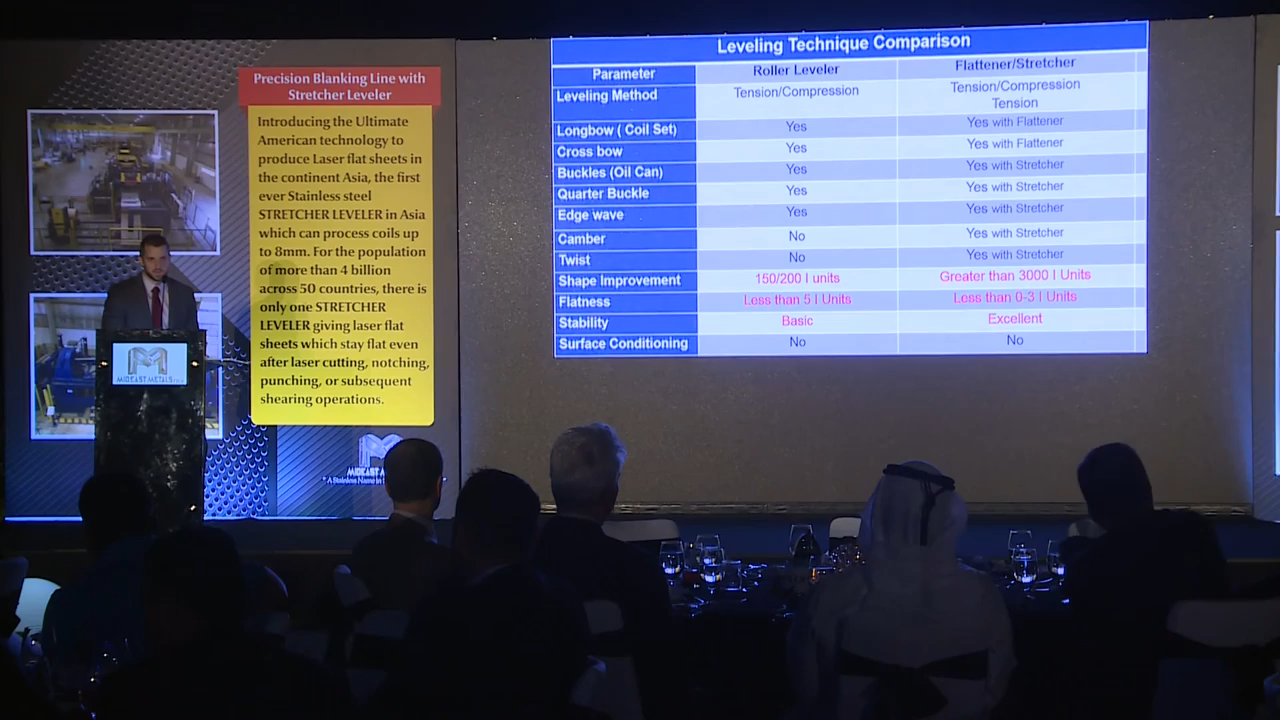 Precision Blanking Line with
Stretcher Leveler
Introducing the Ultimate
American technology to
produce Laser flat sheets in
the continent Asia, the first
ever Stainless steel
STRETCHER LEVELER in Asia
which can process coils up
to 8mm. For the population
of more than 4 billion
across 50 countries, there is
only one STRETCHER
LEVELER giving laser flat
sheets which stay flat even
after laser cutting, notching,
punching, or subsequent
shearing operations.
MIDEAST METALS
MIDEAST
* A Stainless Name in
Leveling Technique Comparison
Parameter Roller Leveler Flattener/Stretcher
Leveling Method Tension/Compression Tension/Compression
Tension
Longbow ( Coil Set) Yes Yes with Flattener
Cross bow Yes Yes with Flattener
Buckles (Oil Can) Yes Yes with Stretcher
Quarter Buckle Yes Yes with Stretcher
Edge wave Yes Yes with Stretcher
Camber No Yes with Stretcher
Twist No Yes with Stretcher
Shape Improvement 150/200 I units Greater than 3000 I Units
Flatness Less than 5 I Units Less than 0-3 I Units
Stability Basic Excellent
Surface Conditioning No No